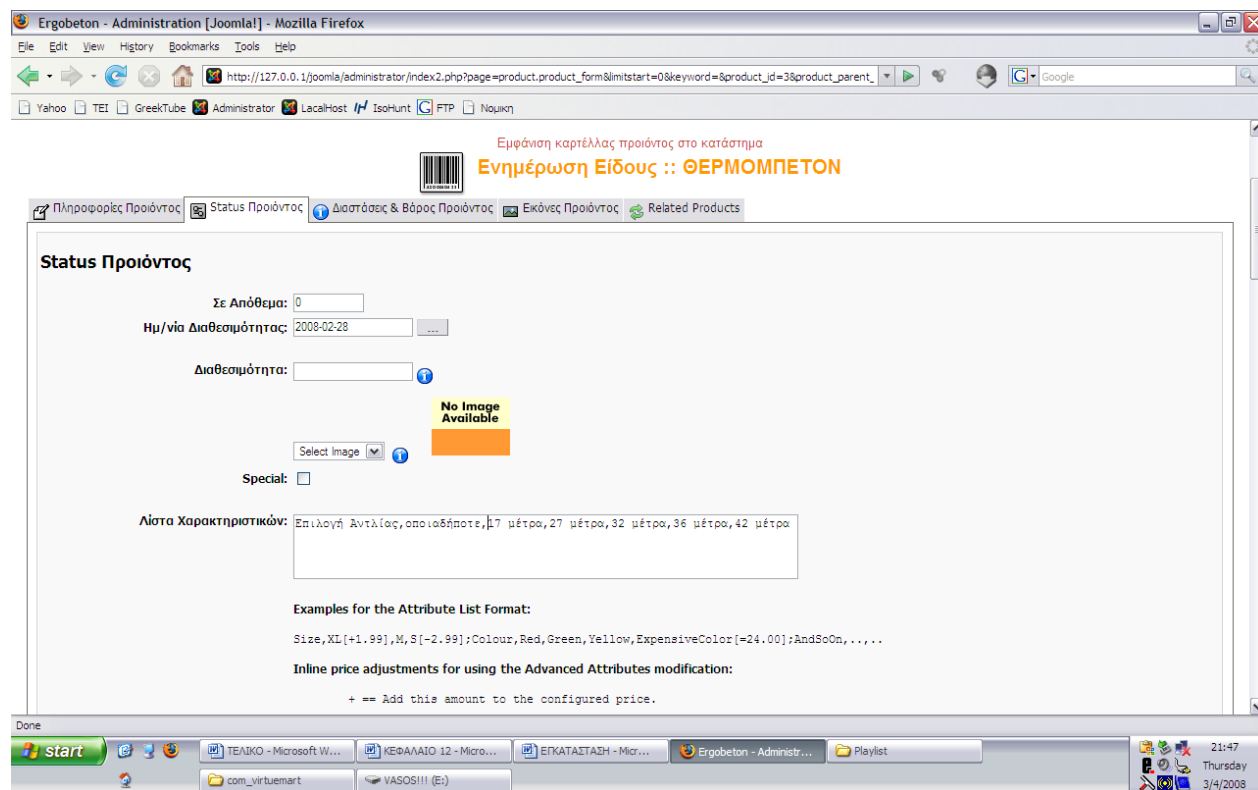 Ergobeton - Administration [Joomla!] - Mozilla Firefox
File Edit View History Bookmarks Tools Help
http://127.0.0.1/joomla/administrator/index2.php?page=product.product_form&limitstart=0&keyword=&product_id=3&product_parent_
Google
Yahoo TEI GreekTube Administrator LacalHost IsoHunt FTP Νομικη
Εμφάνιση καρτέλλας προιόντος στο κατάστημα
Ενημέρωση Είδους :: ΘΕΡΜΟΜΠΕΤΟΝ
Πληροφορίες Προιόντος Status Προιόντος Διαστάσεις & Βάρος Προιόντος Εικόνες Προιόντος Related Products
Status Προιόντος
Σε Απόθεμα: 0
Ημ/νία Διαθεσιμότητας: 2008-02-28 ...
Διαθεσιμότητα:
No Image
Available
Select Image
Special:
Λίστα Χαρακτηριστικών: Επιλογή Αντλίας,οποιαδήποτε,17 μέτρα,27 μέτρα,32 μέτρα,36 μέτρα,42 μέτρα
Examples for the Attribute List Format:
Size,XL[+1.99],M,S[-2.99];Colour,Red,Green,Yellow,ExpensiveColor[=24.00];AndSoOn,..,..
Inline price adjustments for using the Advanced Attributes modification:
+ == Add this amount to the configured price.
Done
start ΤΕΛΙΚΟ - Microsoft W... ΚΕΦΑΛΑΙΟ 12 - Micro... ΕΓΚΑΤΑΣΤΑΣΗ - Micr... Ergobeton - Administr... Playlist 21:47
Thursday
com_virtuemart VASOS!!! (E:) 3/4/2008